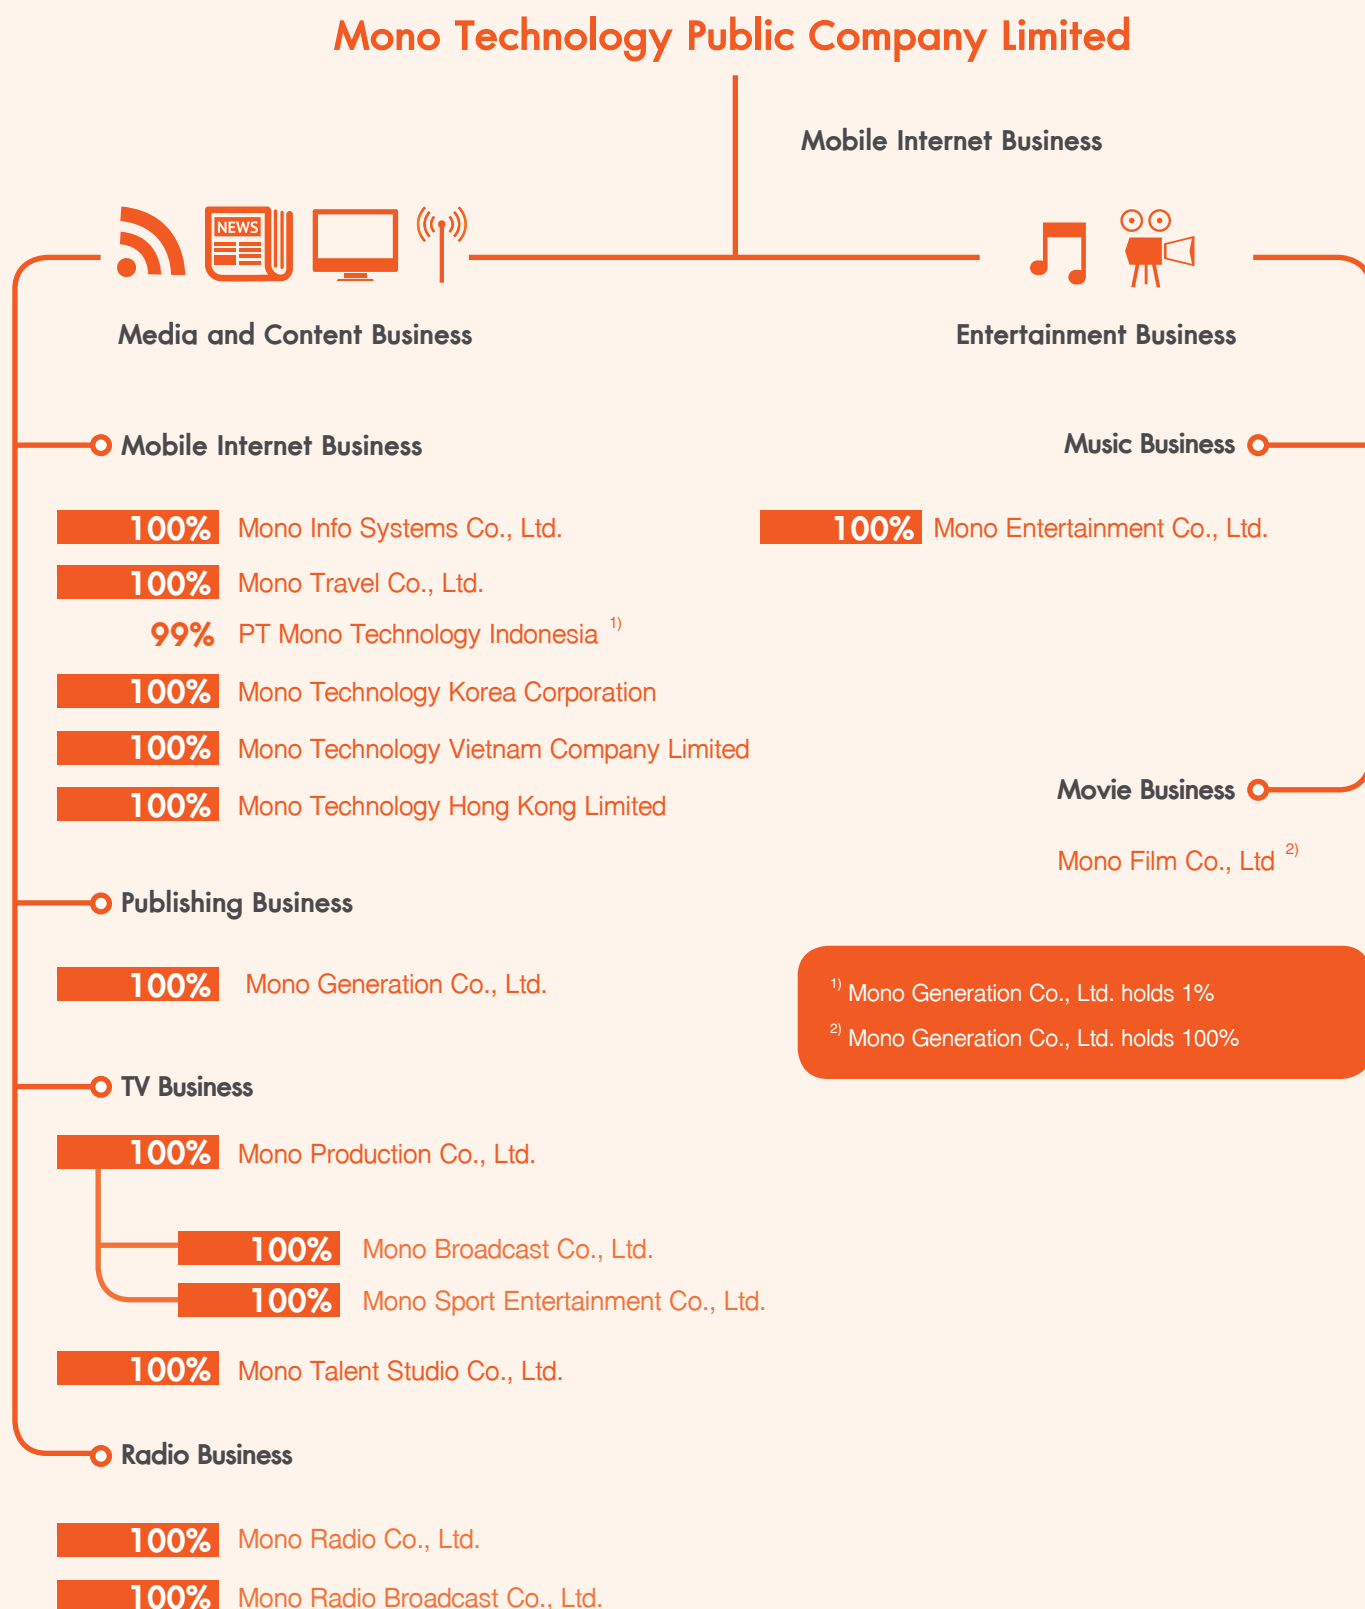 Mono Technology Public Company Limited
Mobile Internet Business
NEWS
Media and Content Business
Entertainment Business
Mobile Internet Business
100% Mono Info Systems Co., Ltd.
100% Mono Travel Co., Ltd.
99% PT Mono Technology Indonesia 1)
100% Mono Technology Korea Corporation
100% Mono Technology Vietnam Company Limited
100% Mono Technology Hong Kong Limited
Publishing Business
100% Mono Generation Co., Ltd.
TV Business
100% Mono Production Co., Ltd.
100% Mono Broadcast Co., Ltd.
100% Mono Sport Entertainment Co., Ltd.
100% Mono Talent Studio Co., Ltd.
Radio Business
100% Mono Radio Co., Ltd.
100% Mono Radio Broadcast Co., Ltd.
Music Business
100% Mono Entertainment Co., Ltd.
Movie Business
Mono Film Co., Ltd 2)
1) Mono Generation Co., Ltd. holds 1%
2) Mono Generation Co., Ltd. holds 100%